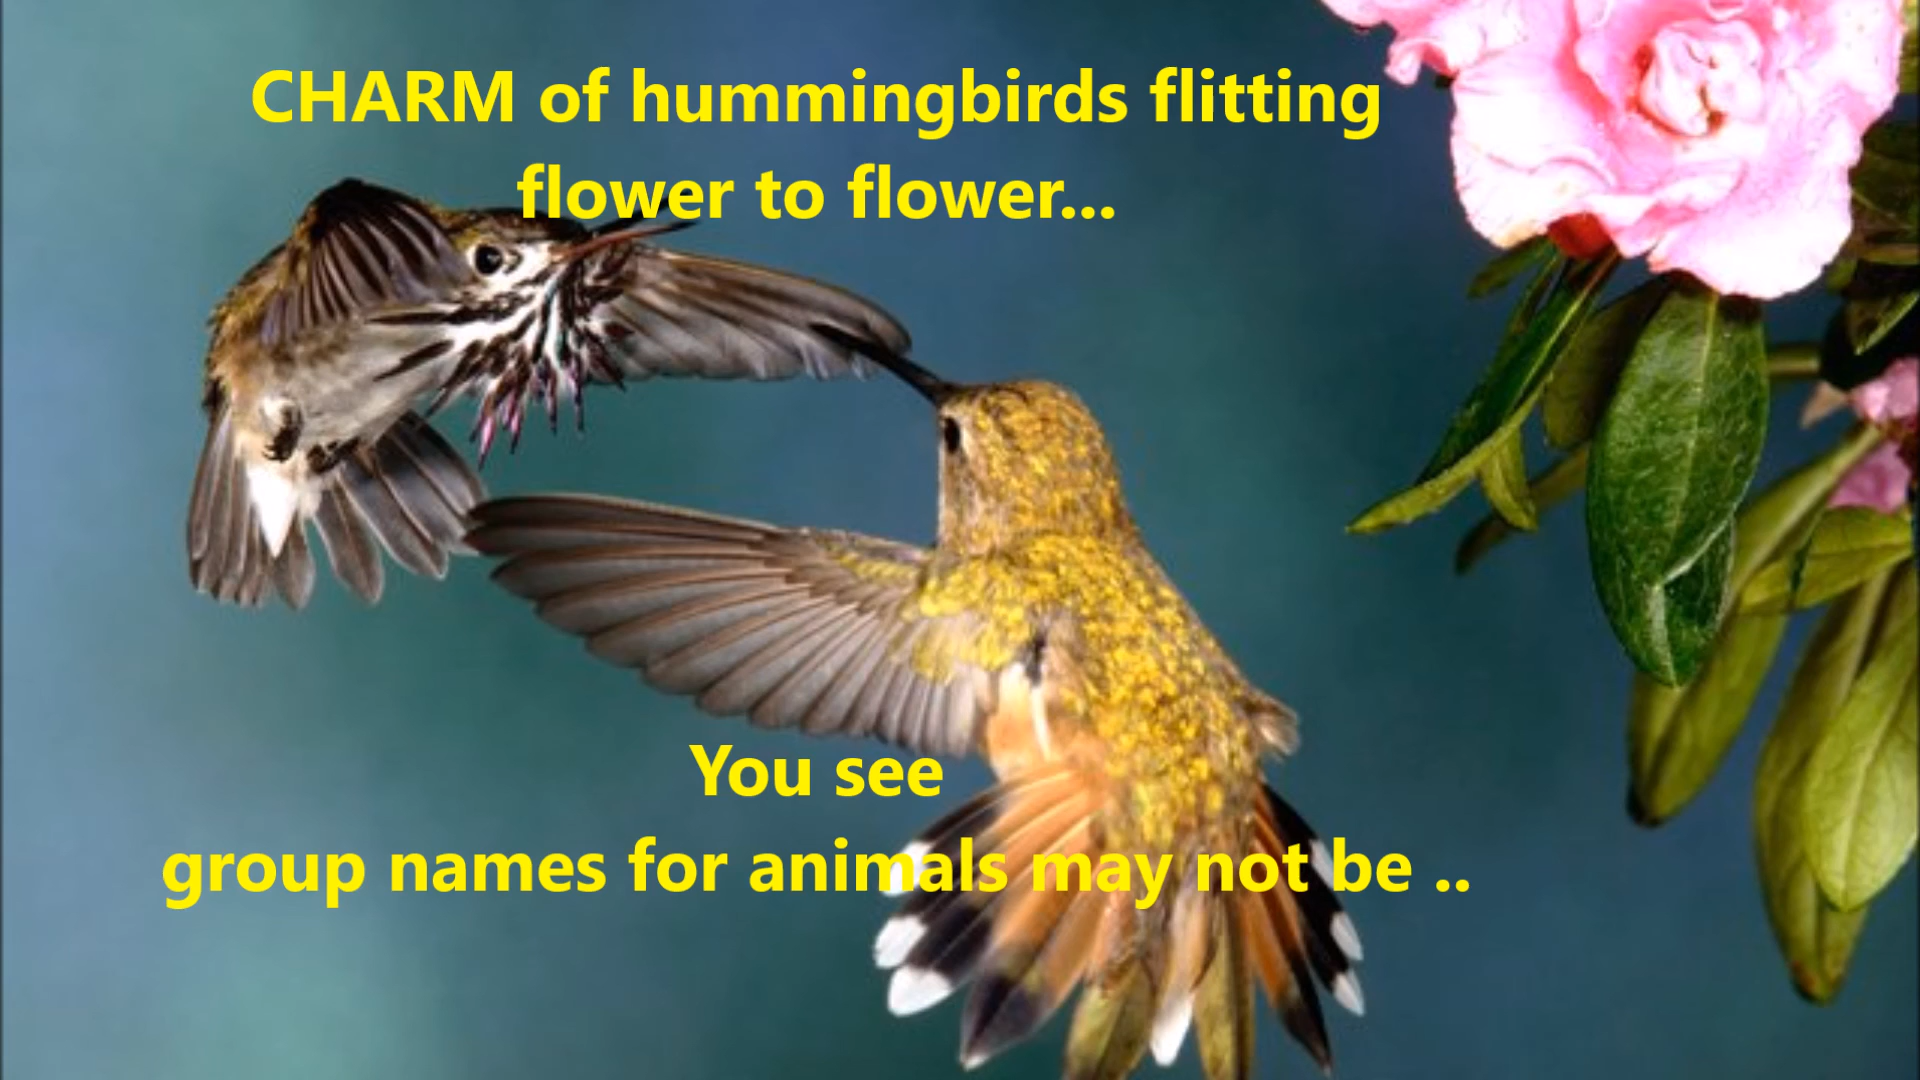 CHARM of hummingbirds flitting
flower to flower...
You see
group names for animals may not be ..